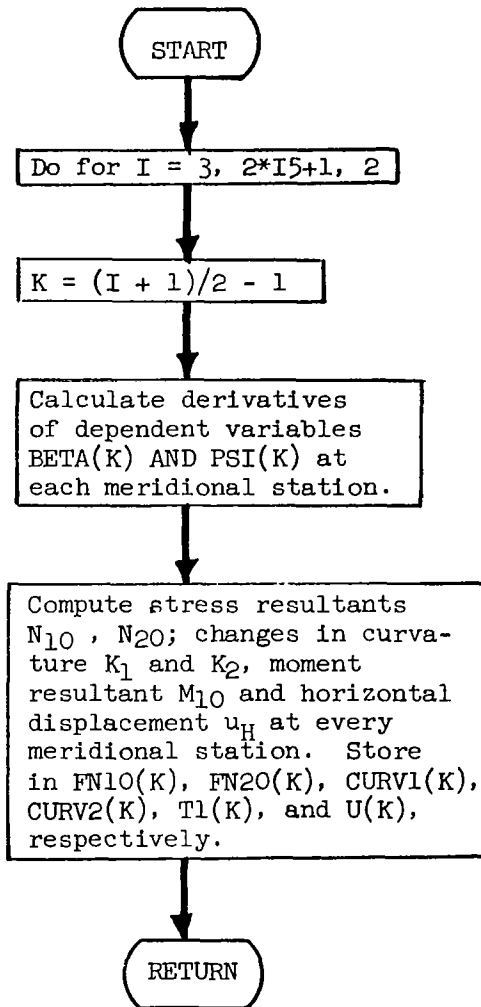 START
Do for I = 3, 2*I5+1, 2
K = (I + 1)/2 - 1
Calculate derivatives
of dependent variables
BETA(K) AND PSI(K) at
each meridional station.
Compute stress resultants
N₁₀ , N₂₀; changes in curva-
ture K₁ and K₂, moment
resultant M₁₀ and horizontal
displacement u_H at every
meridional station. Store
in FN10(K), FN20(K), CURV1(K),
CURV2(K), T1(K), and U(K),
respectively.
RETURN